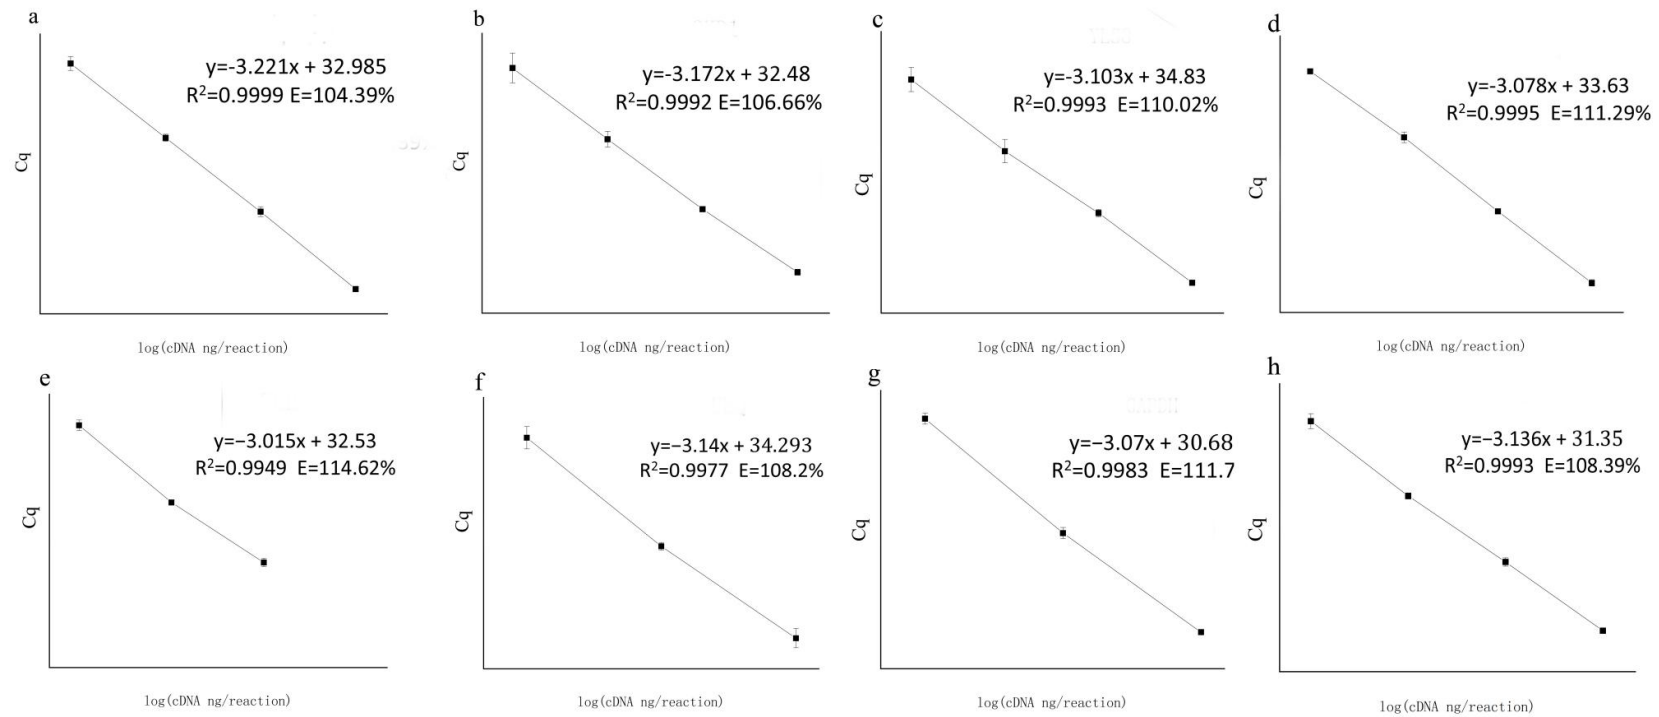 a
y=-3.221x + 32.985
R²=0.9999 E=104.39%
Cq
log(cDNA ng/reaction)
b
y=-3.172x + 32.48
R²=0.9992 E=106.66%
Cq
log(cDNA ng/reaction)
c
y=-3.103x + 34.83
R²=0.9993 E=110.02%
Cq
log(cDNA ng/reaction)
d
y=-3.078x + 33.63
R²=0.9995 E=111.29%
Cq
log(cDNA ng/reaction)
e
y=−3.015x + 32.53
R²=0.9949 E=114.62%
Cq
log(cDNA ng/reaction)
f
y=−3.14x + 34.293
R²=0.9977 E=108.2%
Cq
log(cDNA ng/reaction)
g
GAPDH
y=−3.07x + 30.68
R²=0.9983 E=111.7
Cq
log(cDNA ng/reaction)
h
y=−3.136x + 31.35
R²=0.9993 E=108.39%
Cq
log(cDNA ng/reaction)